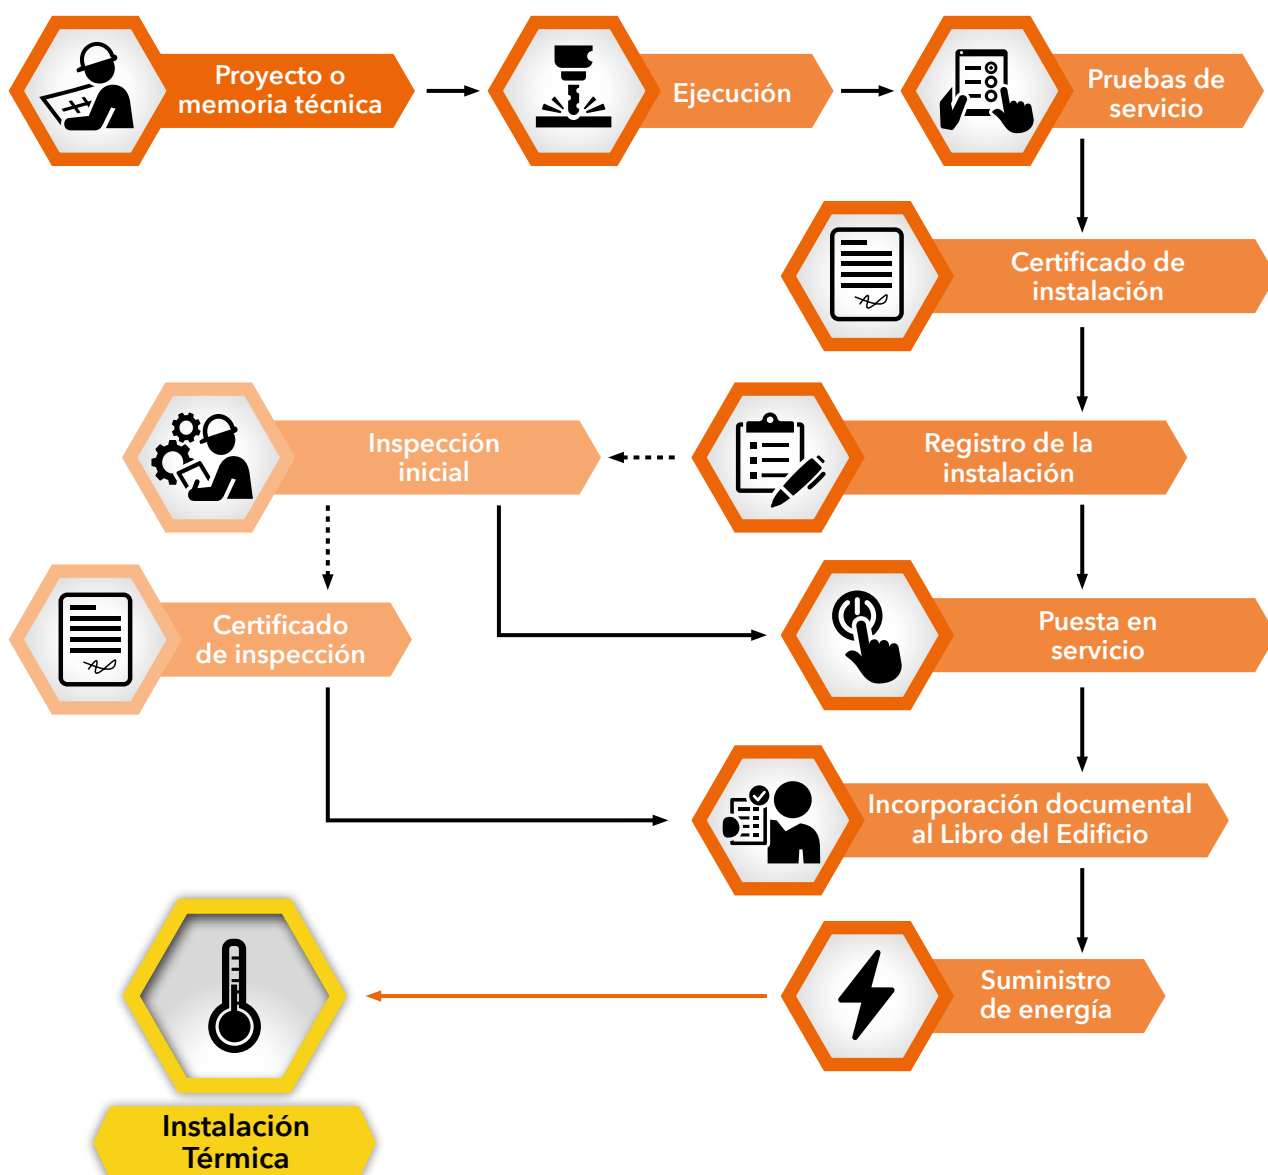 Proyecto o
memoria técnica
Ejecución
Pruebas de
servicio
Certificado de
instalación
Inspección
inicial
Registro de la
instalación
Certificado
de inspección
Puesta en
servicio
Incorporación documental
al Libro del Edificio
Suministro
de energía
Instalación
Térmica